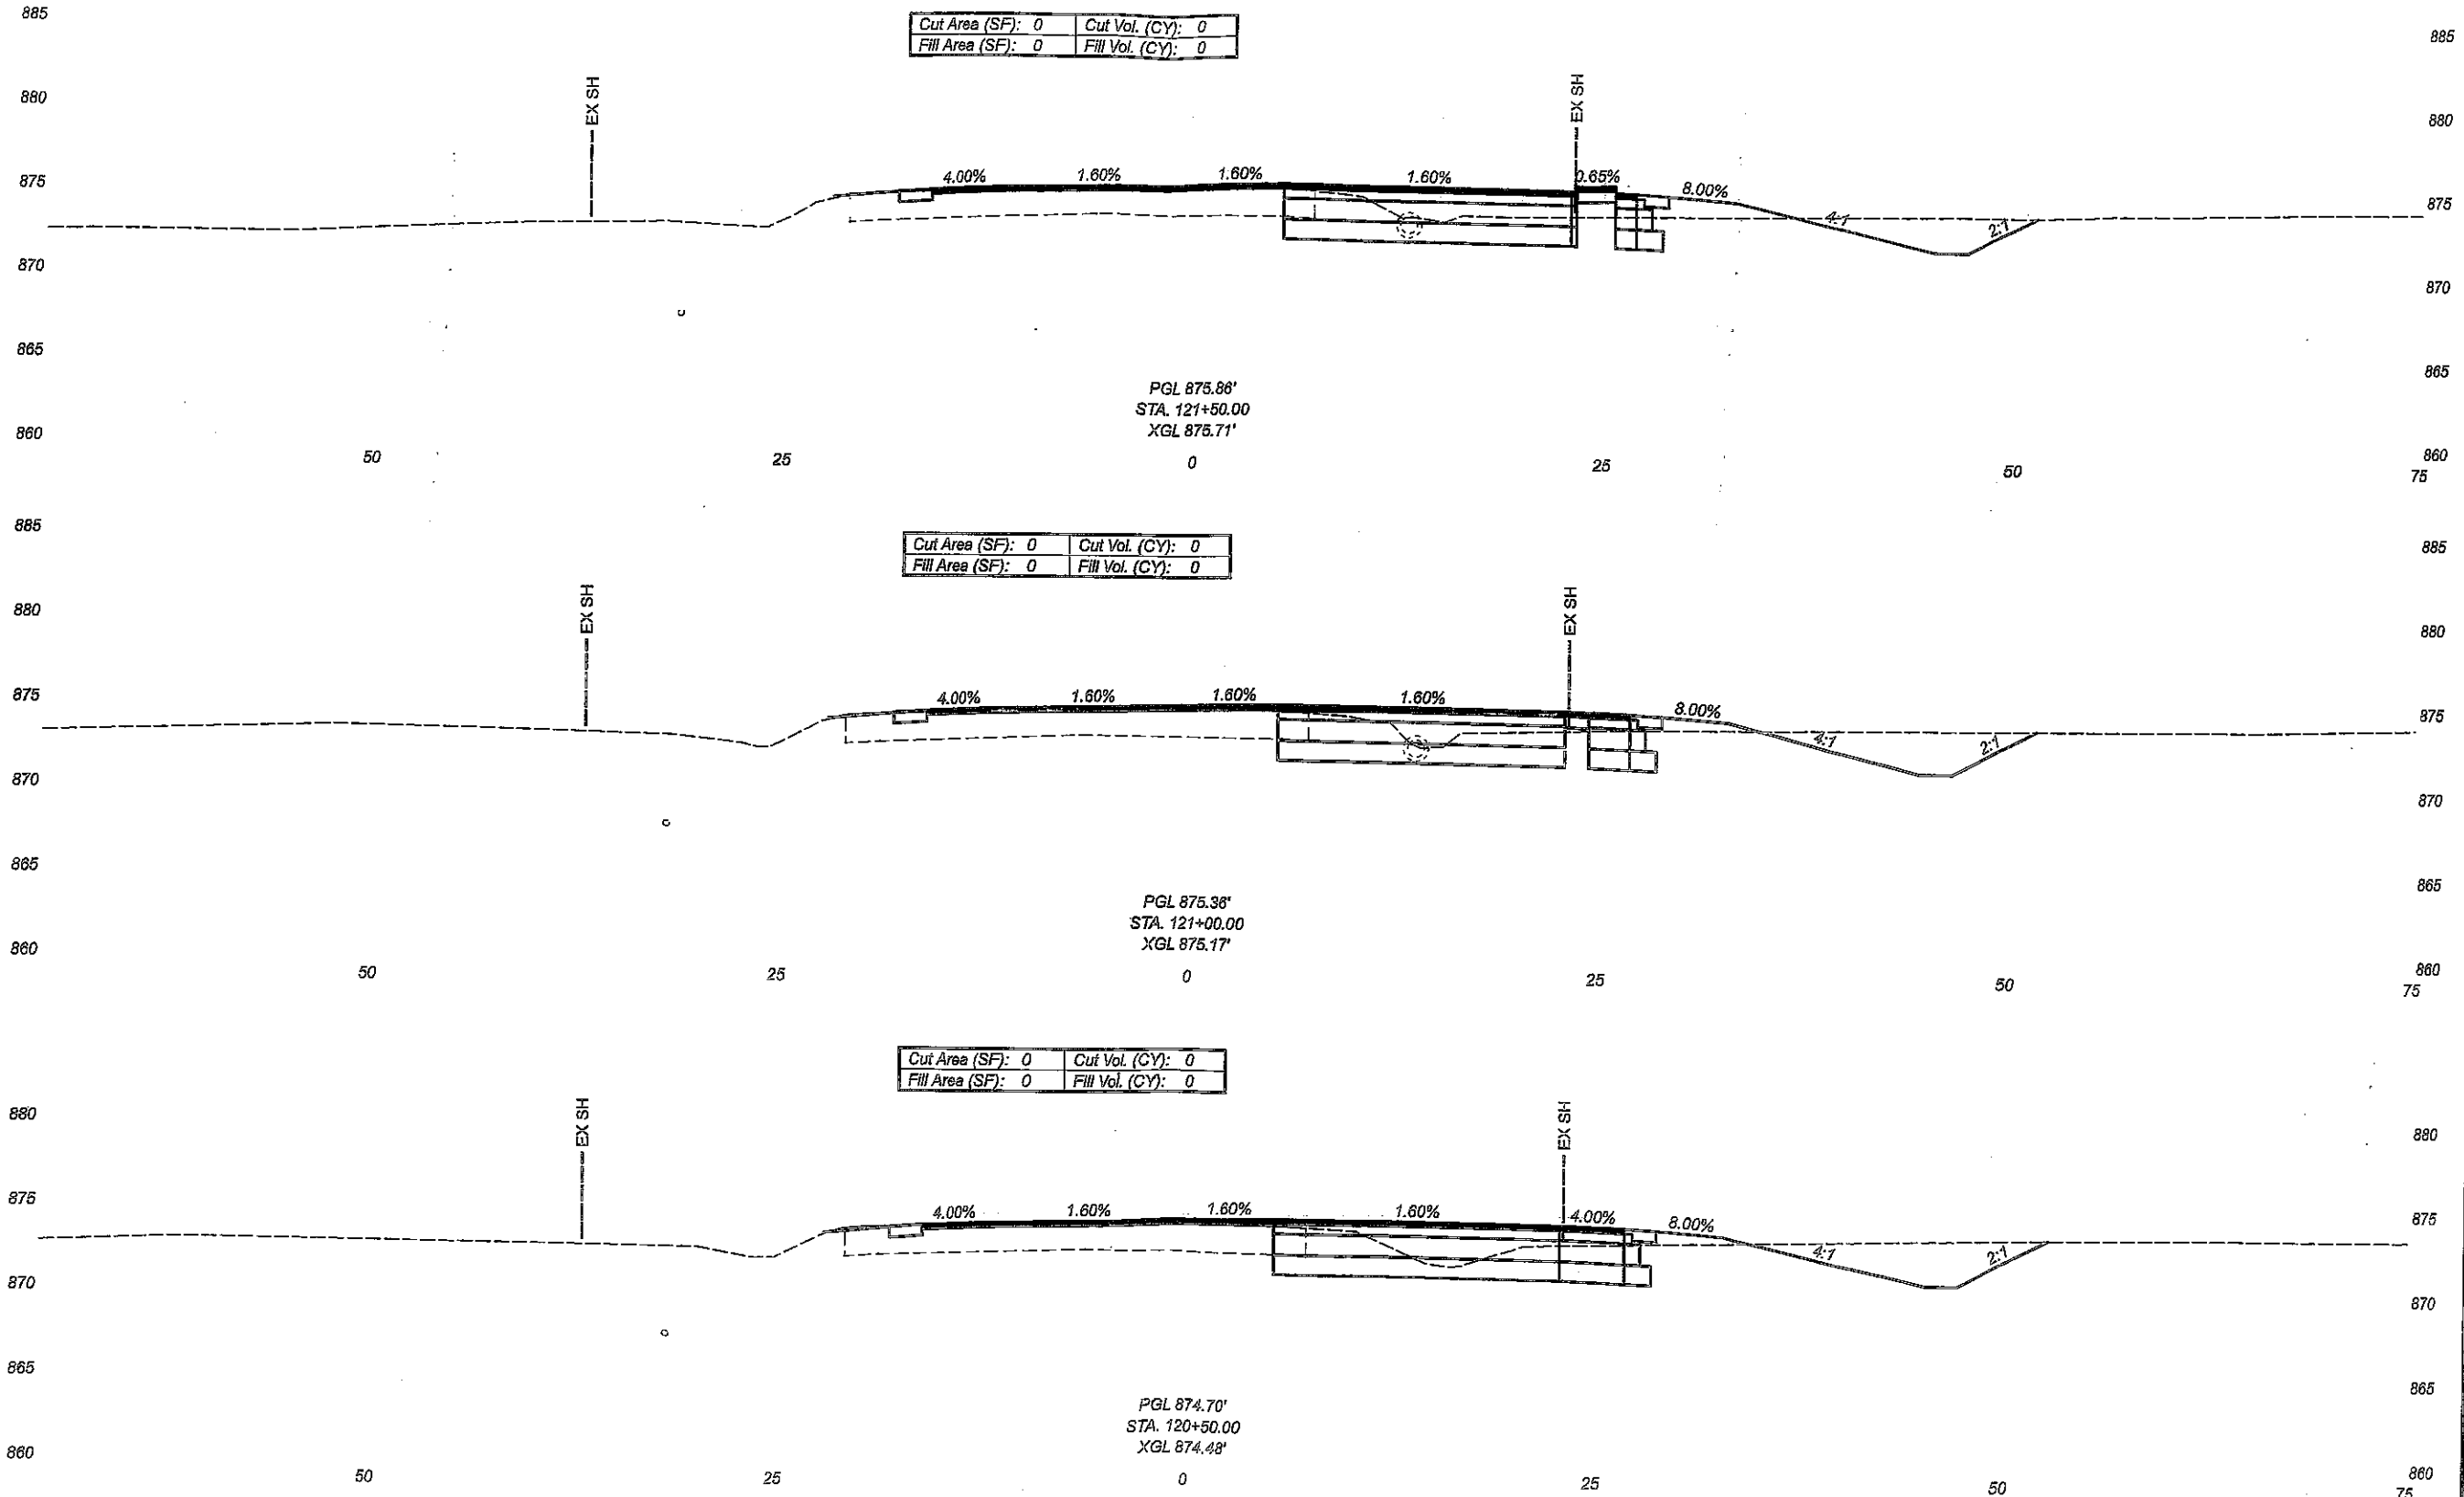 885
Cut Area (SF): 0 Cut Vol. (CY): 0
Fill Area (SF): 0 Fill Vol. (CY): 0
885
880
EX SH
EX SH
880
875
4.00% 1.60% 1.60% 1.60% 0.65% 8.00%
875
4:1 2:1
870
870
865
865
PGL 875.86'
STA. 121+50.00
XGL 875.71'
860
860
50 25 0 25 50 75
885
Cut Area (SF): 0 Cut Vol. (CY): 0
Fill Area (SF): 0 Fill Vol. (CY): 0
885
880
EX SH
EX SH
880
875
4.00% 1.60% 1.60% 1.60% 8.00%
875
4:1 2:1
870
870
865
865
PGL 875.36'
STA. 121+00.00
XGL 875.17'
860
860
50 25 0 25 50 75
Cut Area (SF): 0 Cut Vol. (CY): 0
Fill Area (SF): 0 Fill Vol. (CY): 0
880
EX SH
EX SH
880
875
4.00% 1.60% 1.60% 1.60% 4.00% 8.00%
875
4:1 2:1
870
870
865
865
PGL 874.70'
STA. 120+50.00
XGL 874.48'
860
860
50 25 0 25 50 75